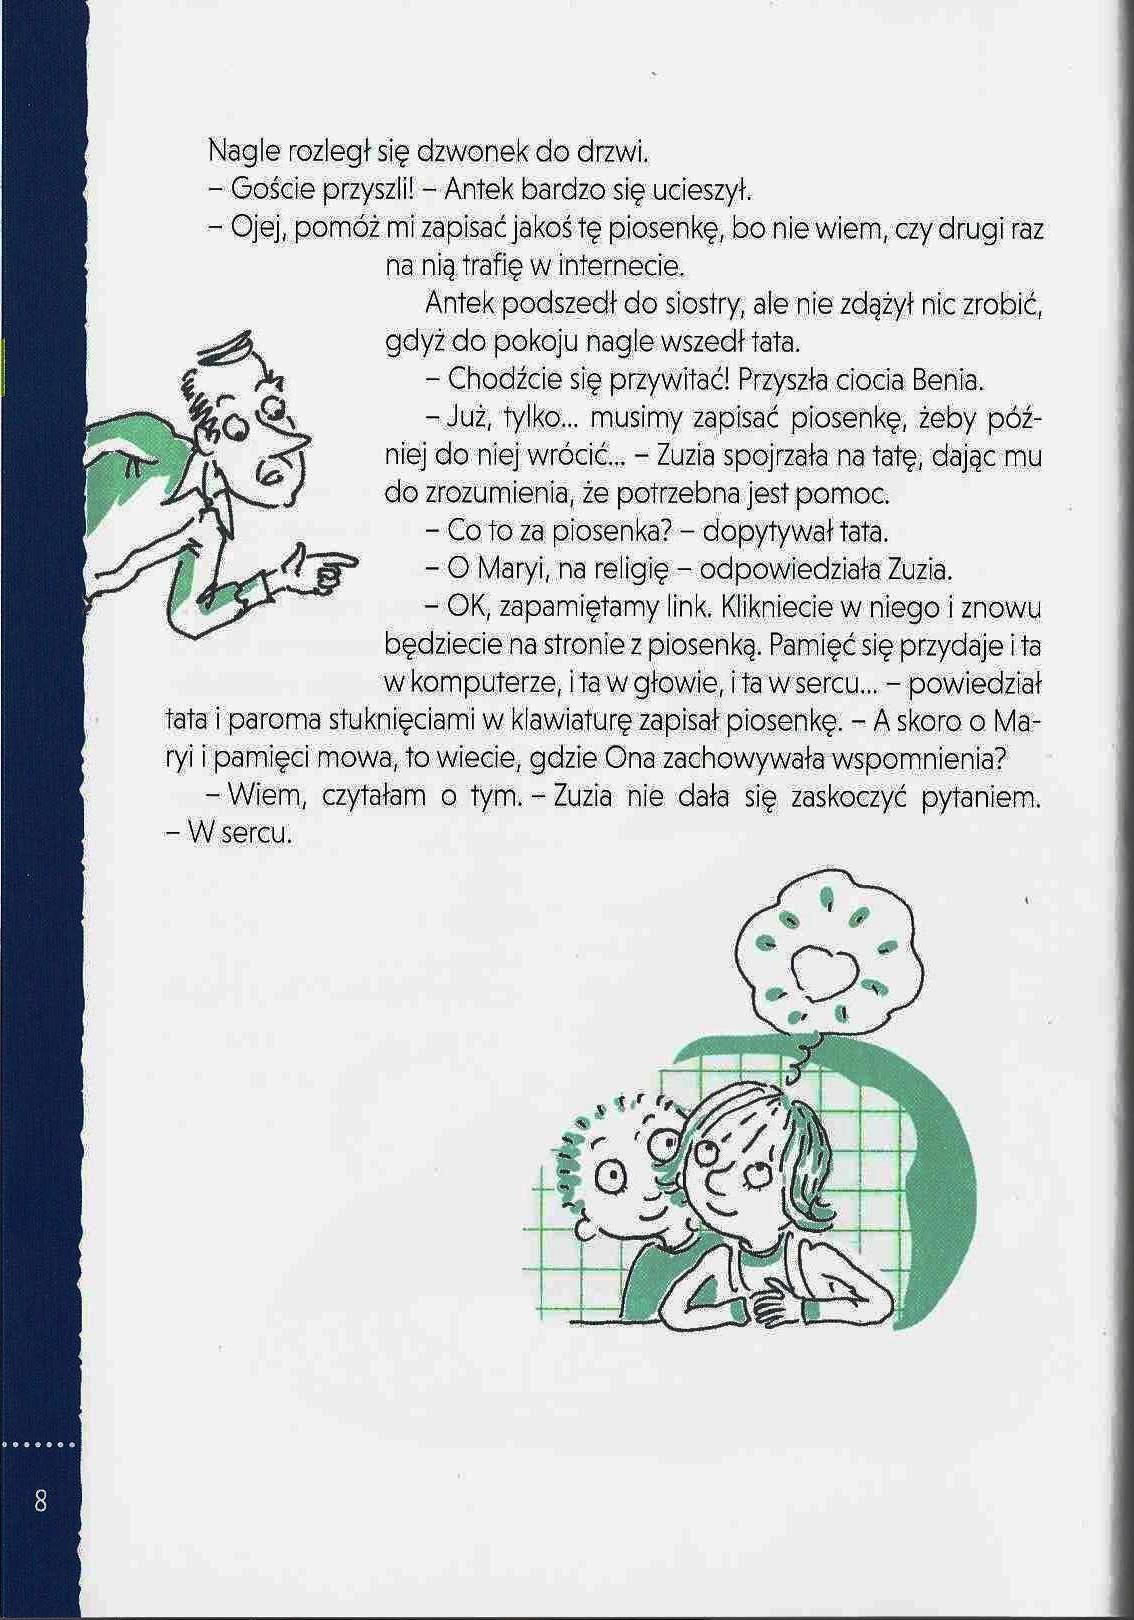 Nagle rozległ się dzwonek do drzwi.
– Goście przyszli! – Antek bardzo się ucieszył.
– Ojej, pomóż mi zapisać jakoś tę piosenkę, bo nie wiem, czy drugi raz
na nią trafię w internecie.
Antek podszedł do siostry, ale nie zdążył nic zrobić,
gdyż do pokoju nagle wszedł tata.
– Chodźcie się przywitać! Przyszła ciocia Benia.
– Już, tylko... musimy zapisać piosenkę, żeby póź-
niej do niej wrócić... – Zuzia spojrzała na tatę, dając mu
do zrozumienia, że potrzebna jest pomoc.
– Co to za piosenka? – dopytywał tata.
– O Maryi, na religię – odpowiedziała Zuzia.
– OK, zapamiętamy link. Klikniecie w niego i znowu
będziecie na stronie z piosenką. Pamięć się przydaje i ta
w komputerze, i ta w głowie, i ta w sercu... – powiedział
tata i paroma stuknięciami w klawiaturę zapisał piosenkę. – A skoro o Ma-
ryi i pamięci mowa, to wiecie, gdzie Ona zachowywała wspomnienia?
– Wiem, czytałam o tym. – Zuzia nie dała się zaskoczyć pytaniem.
– W sercu.
8